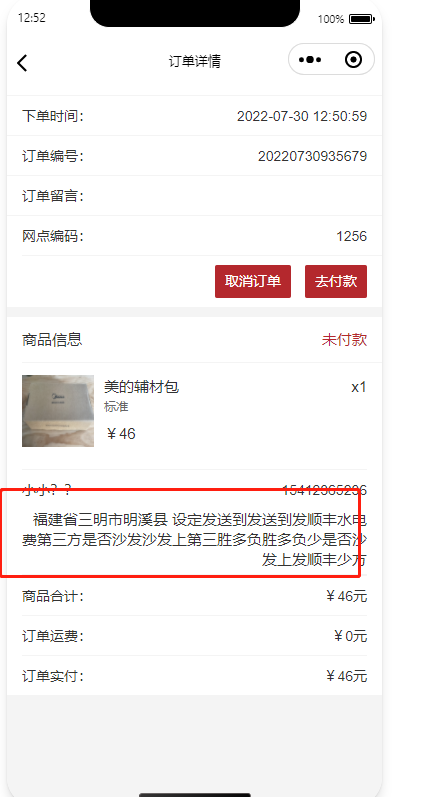 12:52 100%
订单详情
下单时间: 2022-07-30 12:50:59
订单编号: 20220730935679
订单留言:
网点编码: 1256
取消订单 去付款
商品信息 未付款
美的辅材包 x1
标准
￥46
小小？？ 15412365236
福建省三明市明溪县 设定发送到发送到发顺丰水电
费第三方是否沙发沙发上第三胜多负胜多负少是否沙
发上发顺丰少方
商品合计: ￥46元
订单运费: ￥0元
订单实付: ￥46元